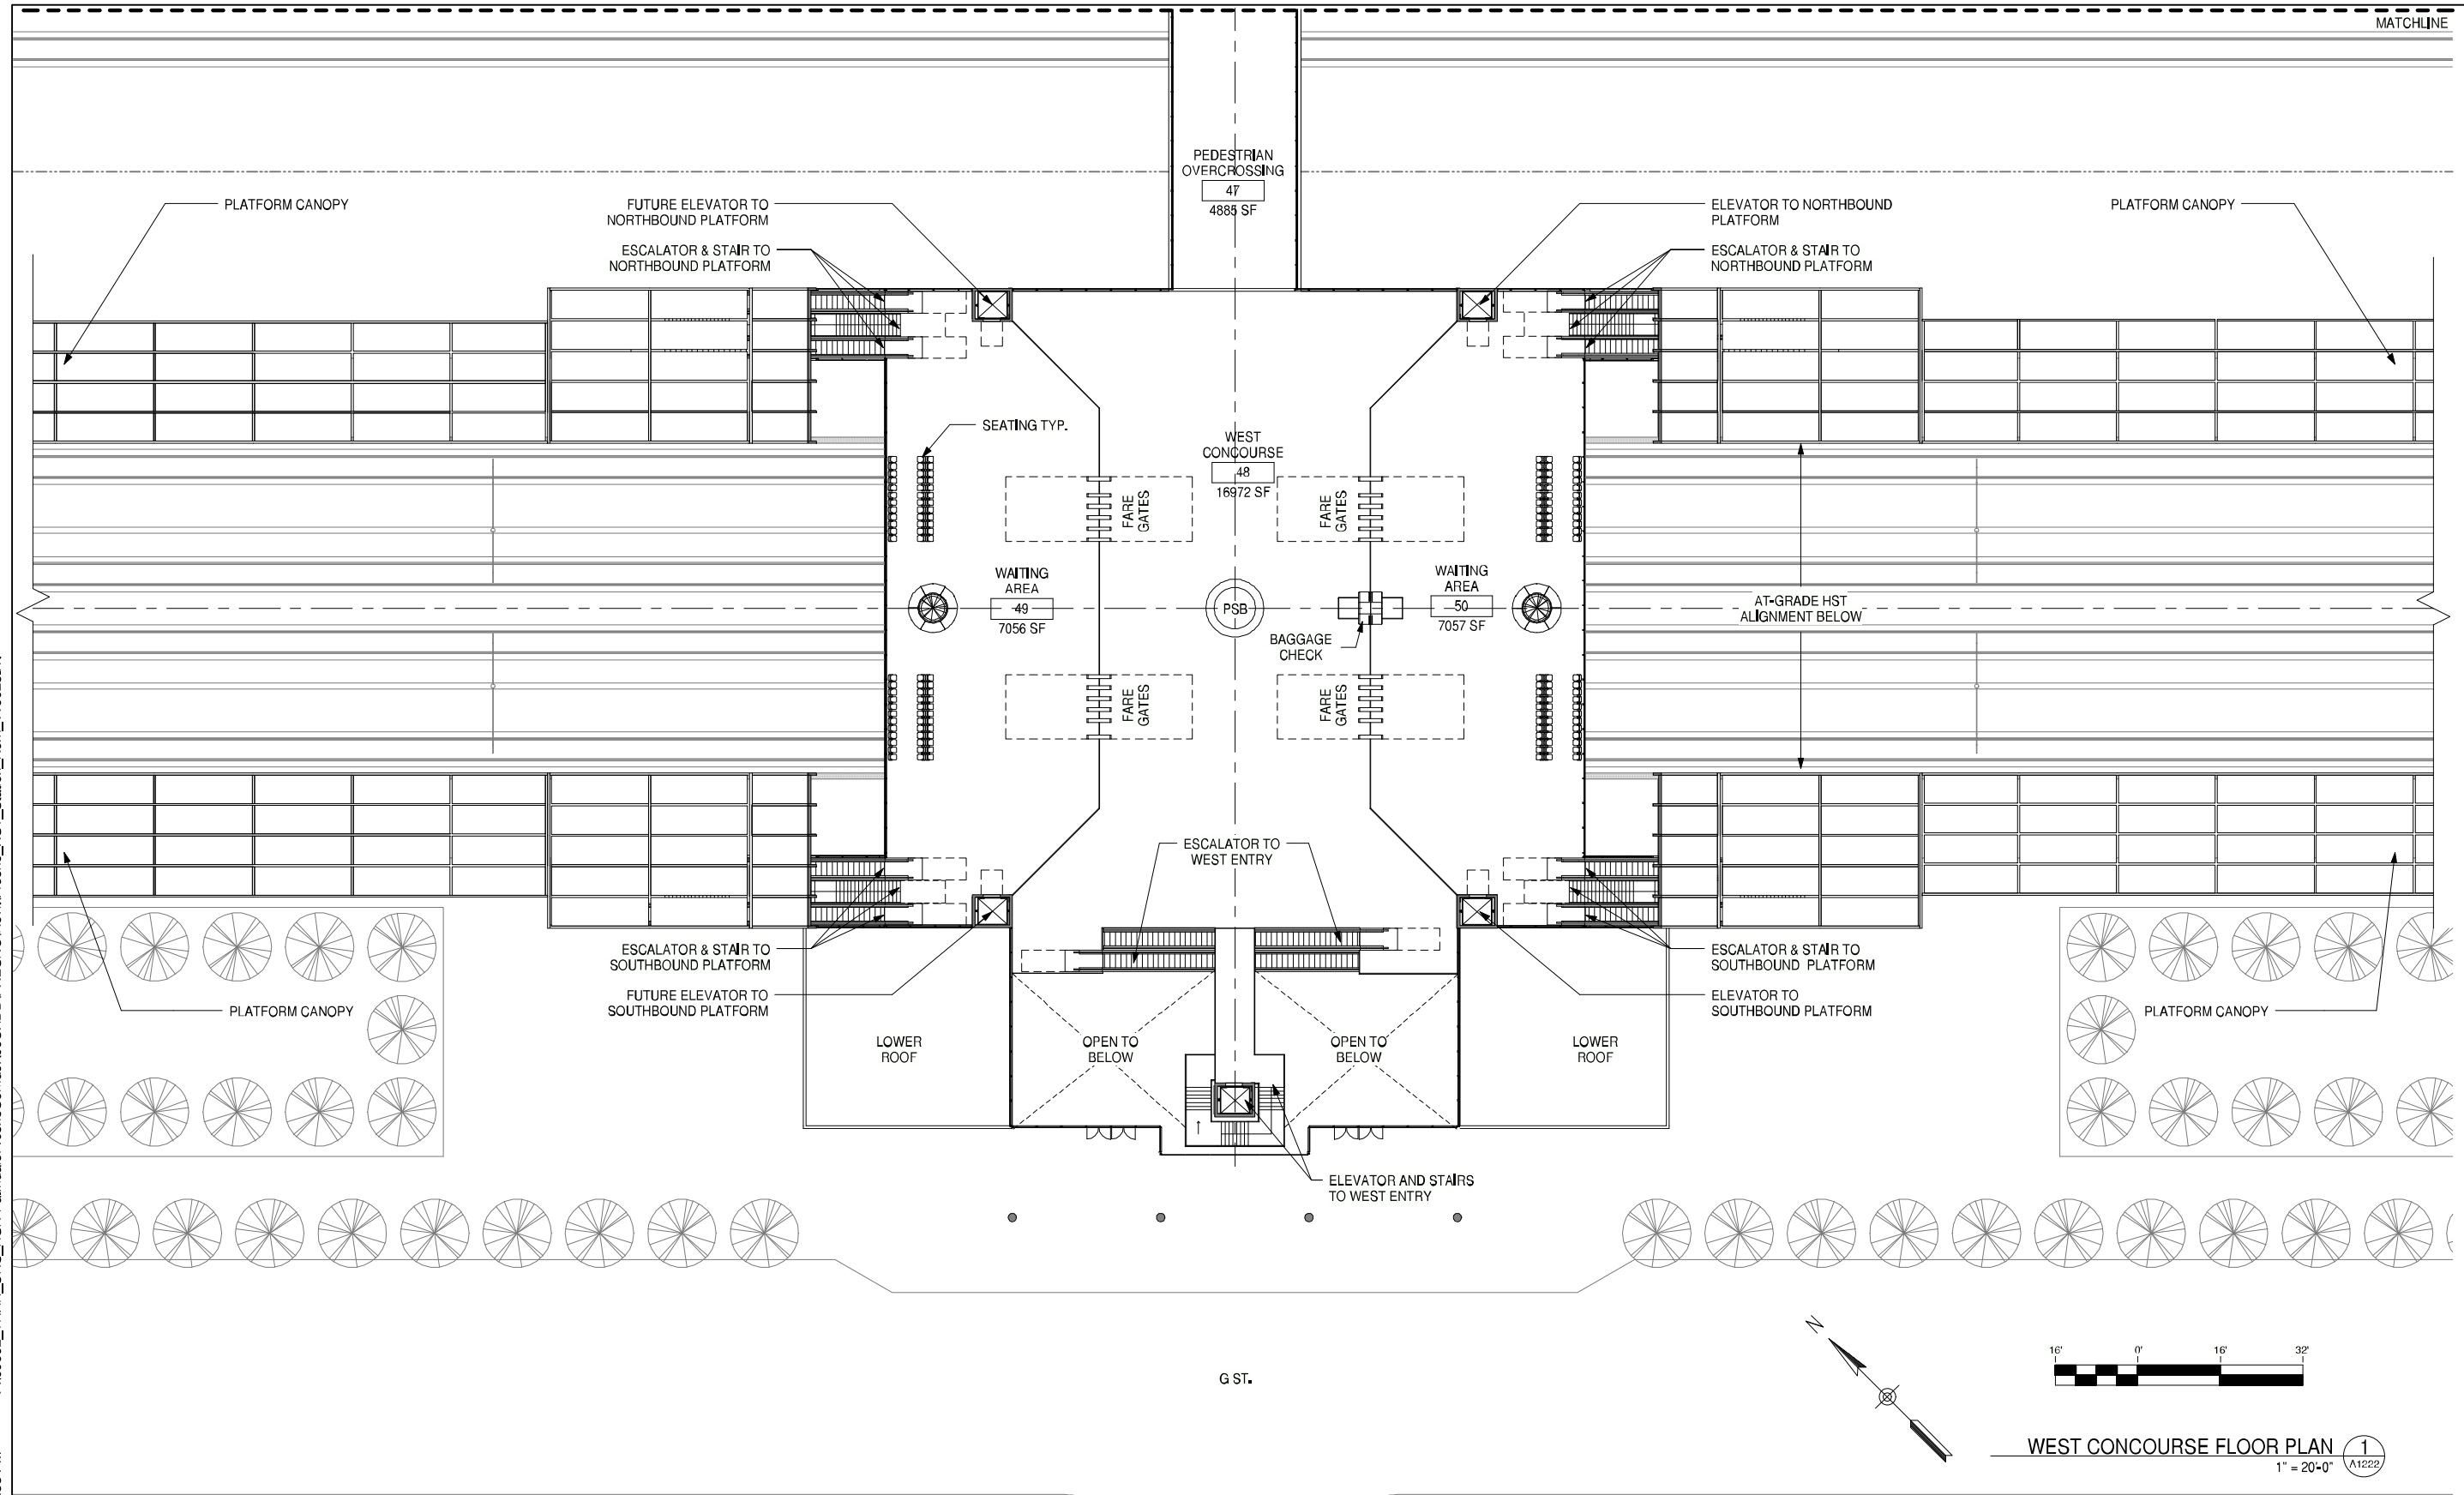 MATCHLINE
PEDESTRIAN
OVERCROSSING
47
4885 SF
PLATFORM CANOPY
FUTURE ELEVATOR TO
NORTHBOUND PLATFORM
ESCALATOR & STAIR TO
NORTHBOUND PLATFORM
ELEVATOR TO NORTHBOUND
PLATFORM
ESCALATOR & STAIR TO
NORTHBOUND PLATFORM
PLATFORM CANOPY
SEATING TYP.
WEST
CONCOURSE
48
16972 SF
FARE
GATES
FARE
GATES
WAITING
AREA
49
7056 SF
PSB
WAITING
AREA
50
7057 SF
BAGGAGE
CHECK
AT-GRADE HST
ALIGNMENT BELOW
FARE
GATES
FARE
GATES
ESCALATOR TO
WEST ENTRY
ESCALATOR & STAIR TO
SOUTHBOUND PLATFORM
FUTURE ELEVATOR TO
SOUTHBOUND PLATFORM
PLATFORM CANOPY
ESCALATOR & STAIR TO
SOUTHBOUND PLATFORM
ELEVATOR TO
SOUTHBOUND PLATFORM
PLATFORM CANOPY
LOWER
ROOF
OPEN TO
BELOW
OPEN TO
BELOW
LOWER
ROOF
ELEVATOR AND STAIRS
TO WEST ENTRY
G ST.
N
16' 0' 16' 32'
WEST CONCOURSE FLOOR PLAN 1
1" = 20'-0" A1222